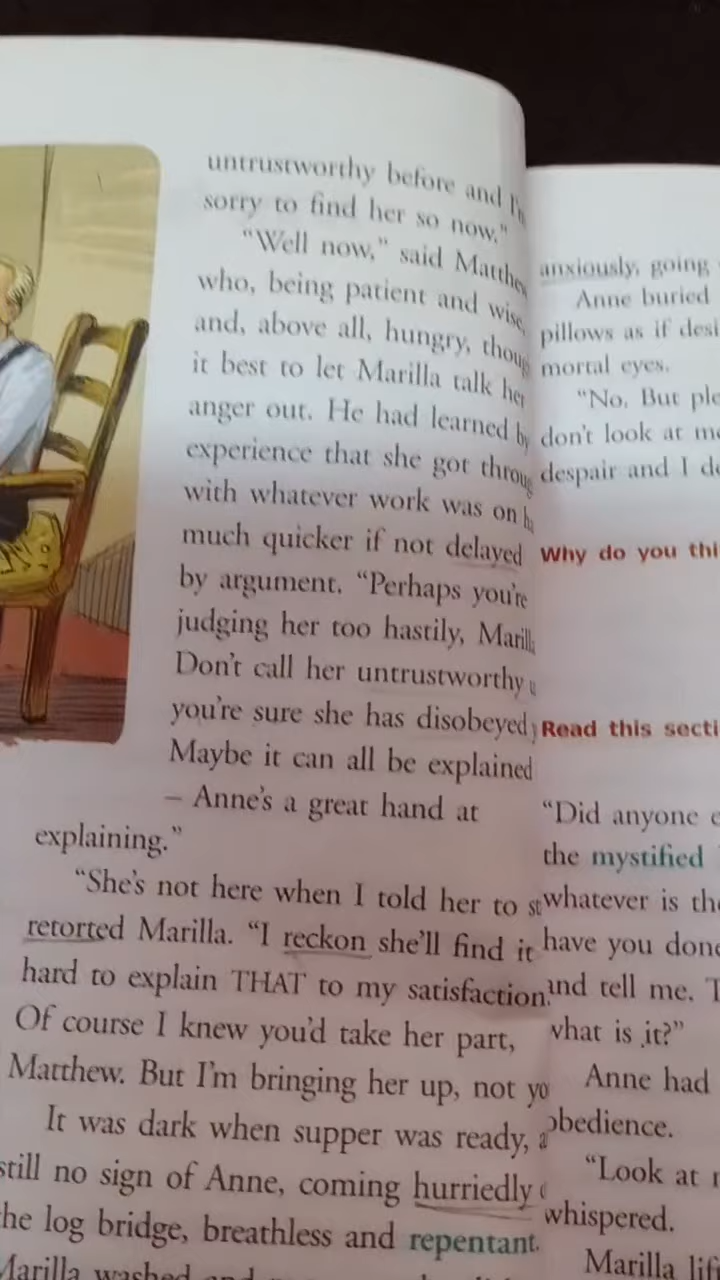 untrustworthy before and I'm
sorry to find her so now."
"Well now," said Matthew
who, being patient and wise,
and, above all, hungry,
it best to let Marilla talk her
anger out. He had learned by
experience that she got
with whatever work was on
much quicker if not delayed
by argument. "Perhaps you're
judging her too hastily,
Don't call her untrustworthy
you're sure she has disobeyed
Maybe it can all be explained
– Anne's a great hand at
explaining."
"She's not here when I told her to
retorted Marilla. "I reckon she'll find it
hard to explain THAT to my satisfaction.
Of course I knew you'd take her part,
Matthew. But I'm bringing her up, not
It was dark when supper was ready,
still no sign of Anne, coming hurriedly
the log bridge, breathless and repentant.
Marilla washed and
anxiously, going
Anne buried
pillows as if
mortal eyes.
"No. But
don't look at
despair and I
Why do you
Read this
"Did anyone
the mystified
whatever is
have you
and tell me.
what is it?"
Anne had
obedience.
"Look at
whispered.
Marilla